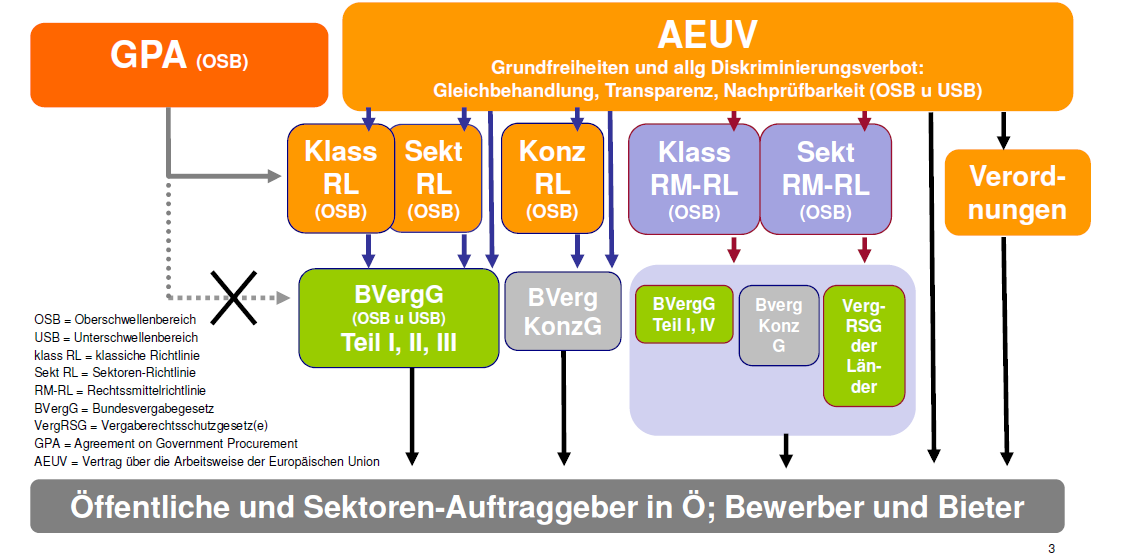 GPA (OSB)
AEUV
Grundfreiheiten und allg Diskriminierungsverbot:
Gleichbehandlung, Transparenz, Nachprüfbarkeit (OSB u USB)
Klass
RL
(OSB)
Sekt
RL
(OSB)
Konz
RL
(OSB)
Klass
RM-RL
(OSB)
Sekt
RM-RL
(OSB)
Verord-
nungen
BVergG
(OSB u USB)
Teil I, II, III
BVerg
KonzG
BVergG
Teil I, IV
Bverg
Konz
G
Verg-
RSG
der
Län-
der
OSB = Oberschwellenbereich
USB = Unterschwellenbereich
klass RL = klassiche Richtlinie
Sekt RL = Sektoren-Richtlinie
RM-RL = Rechtssmitelrichtlinie
BVergG = Bundesvergabegesetz
VergRSG = Vergaberechtsschutzgesetz(e)
GPA = Agreement on Government Procurement
AEUV = Vertrag über die Arbeitsweise der Europäischen Union
Öffentliche und Sektoren-Auftraggeber in Ö; Bewerber und Bieter
3